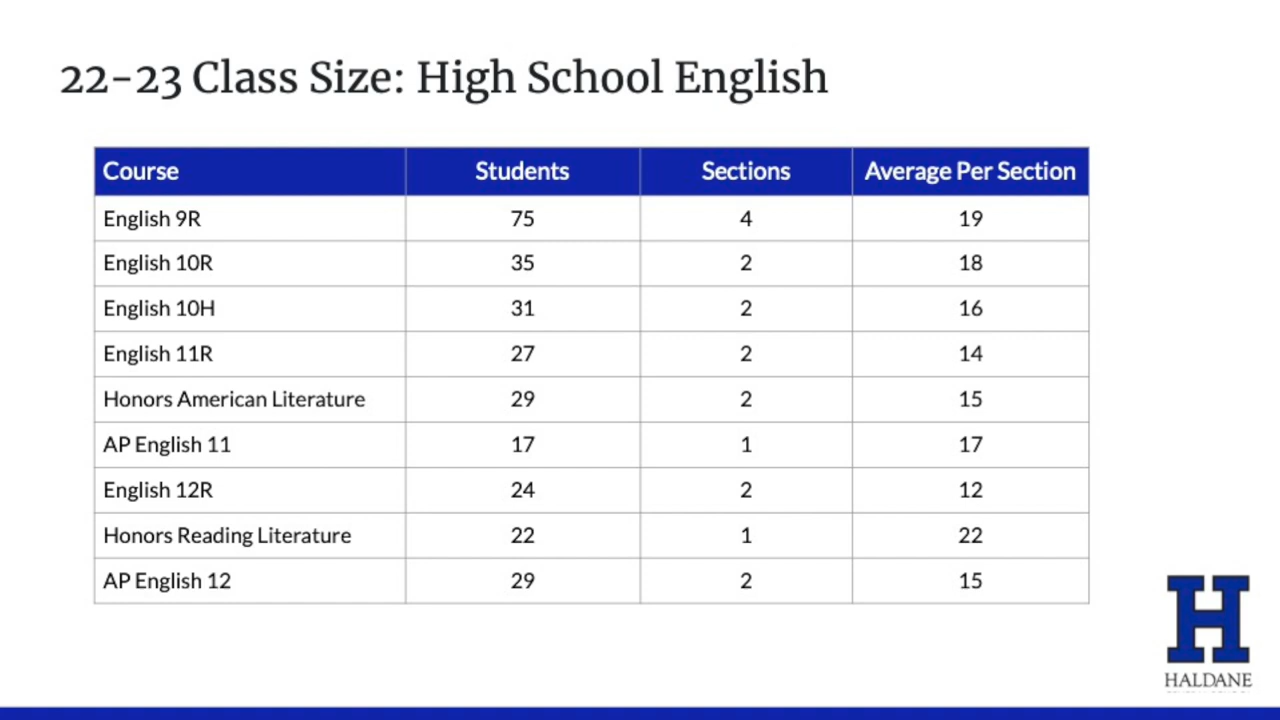 22-23 Class Size: High School English
Course Students Sections Average Per Section
English 9R 75 4 19
English 10R 35 2 18
English 10H 31 2 16
English 11R 27 2 14
Honors American Literature 29 2 15
AP English 11 17 1 17
English 12R 24 2 12
Honors Reading Literature 22 1 22
AP English 12 29 2 15
H
HALDANE